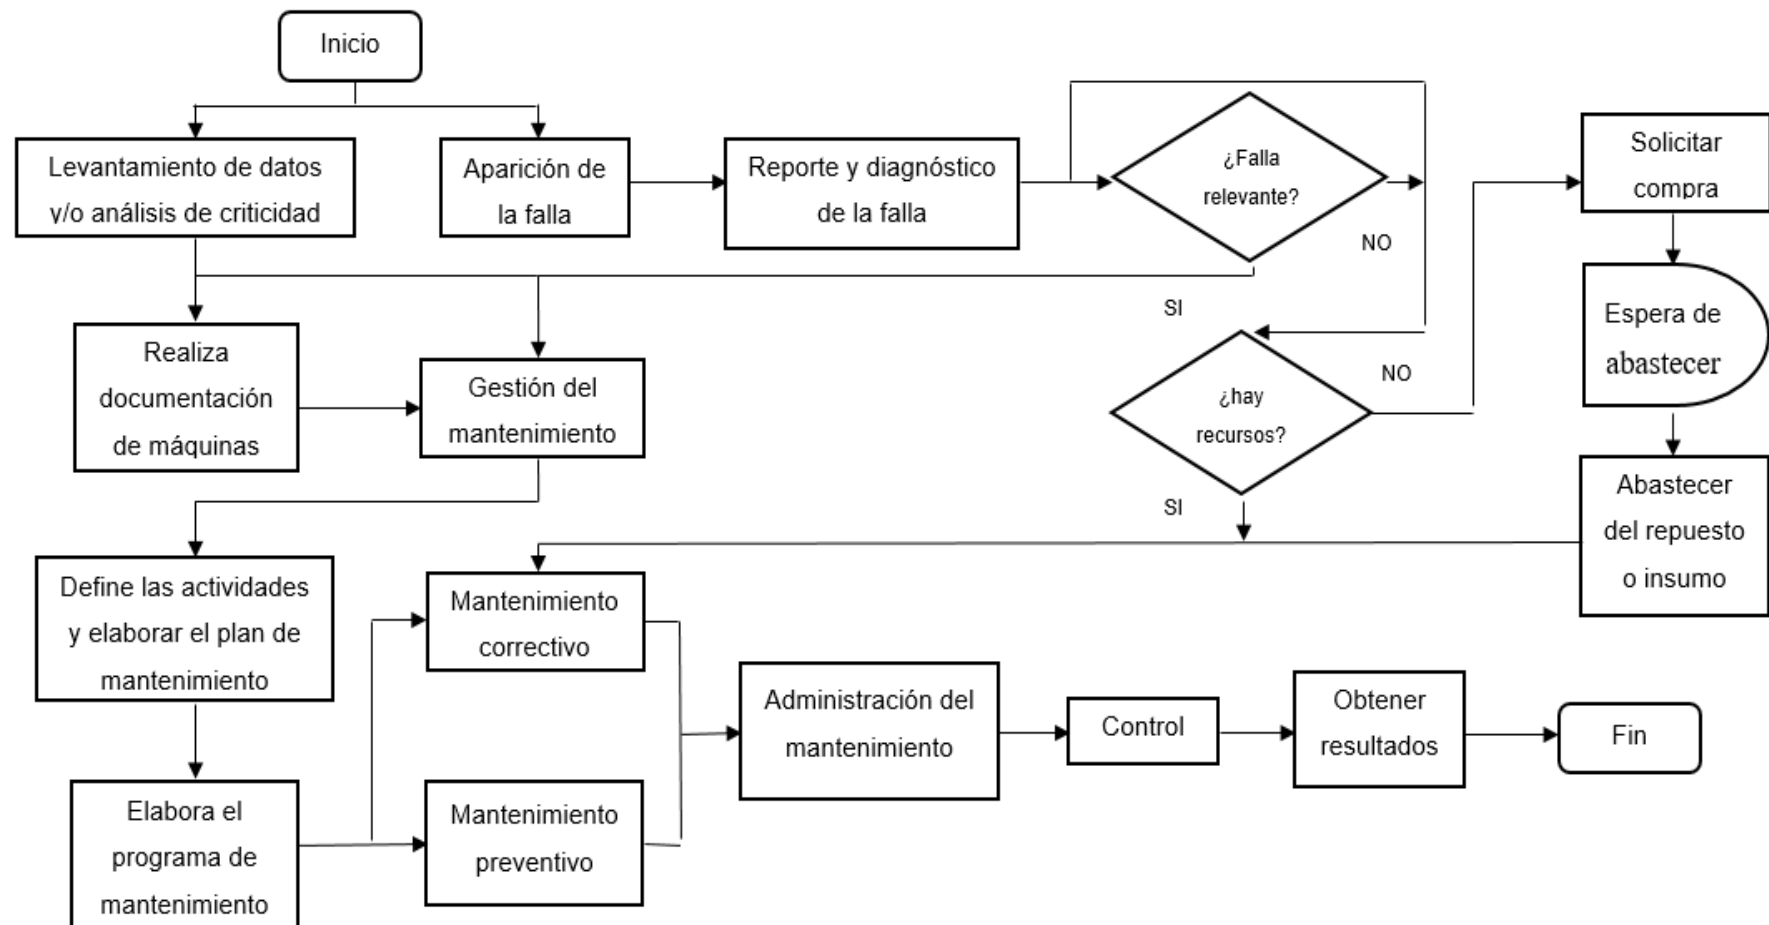 Inicio
Levantamiento de datos
y/o análisis de criticidad
Aparición de
la falla
Reporte y diagnóstico
de la falla
¿Falla
relevante?
NO
SI
Solicitar
compra
Espera de
abastecer
Realiza
documentación
de máquinas
Gestión del
mantenimiento
¿hay
recursos?
NO
SI
Abastecer
del repuesto
o insumo
Define las actividades
y elaborar el plan de
mantenimiento
Mantenimiento
correctivo
Elabora el
programa de
mantenimiento
Mantenimiento
preventivo
Administración del
mantenimiento
Control
Obtener
resultados
Fin